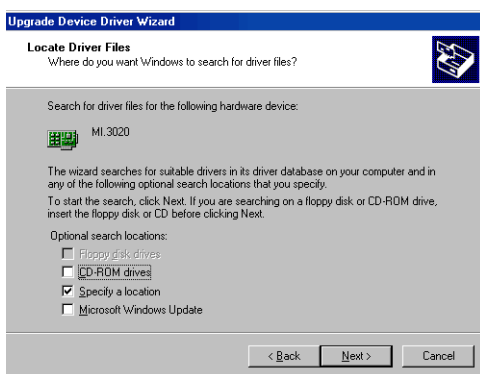 Upgrade Device Driver Wizard
Locate Driver Files
Where do you want Windows to search for driver files?
Search for driver files for the following hardware device:
MI.3020
The wizard searches for suitable drivers in its driver database on your computer and in
any of the following optional search locations that you specify.
To start the search, click Next. If you are searching on a floppy disk or CD-ROM drive,
insert the floppy disk or CD before clicking Next.
Optional search locations:
Floppy disk drives
CD-ROM drives
Specify a location
Microsoft Windows Update
< Back Next > Cancel